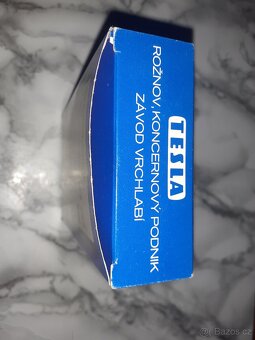 TESLA
ROŽNOV, KONCERNOVÝ PODNIK
ZÁVOD VRCHLABÍ
© Bazos.cz